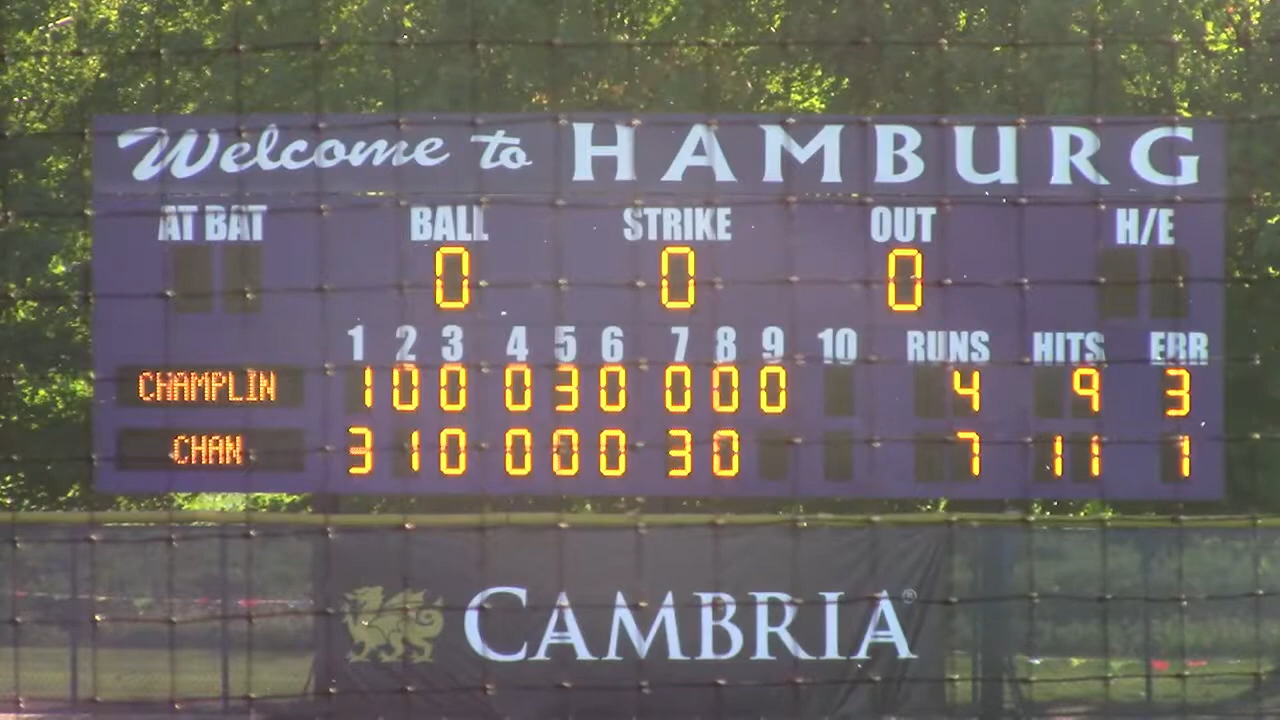 Welcome to HAMBURG
AT BAT BALL STRIKE OUT H/E
0 0 0
1 2 3 4 5 6 7 8 9 10 RUNS HITS ERR
CHAMPLIN 1 0 0 0 3 0 0 0 0 4 9 3
CHAN 3 1 0 0 0 0 3 0 7 11 1
CAMBRIA®